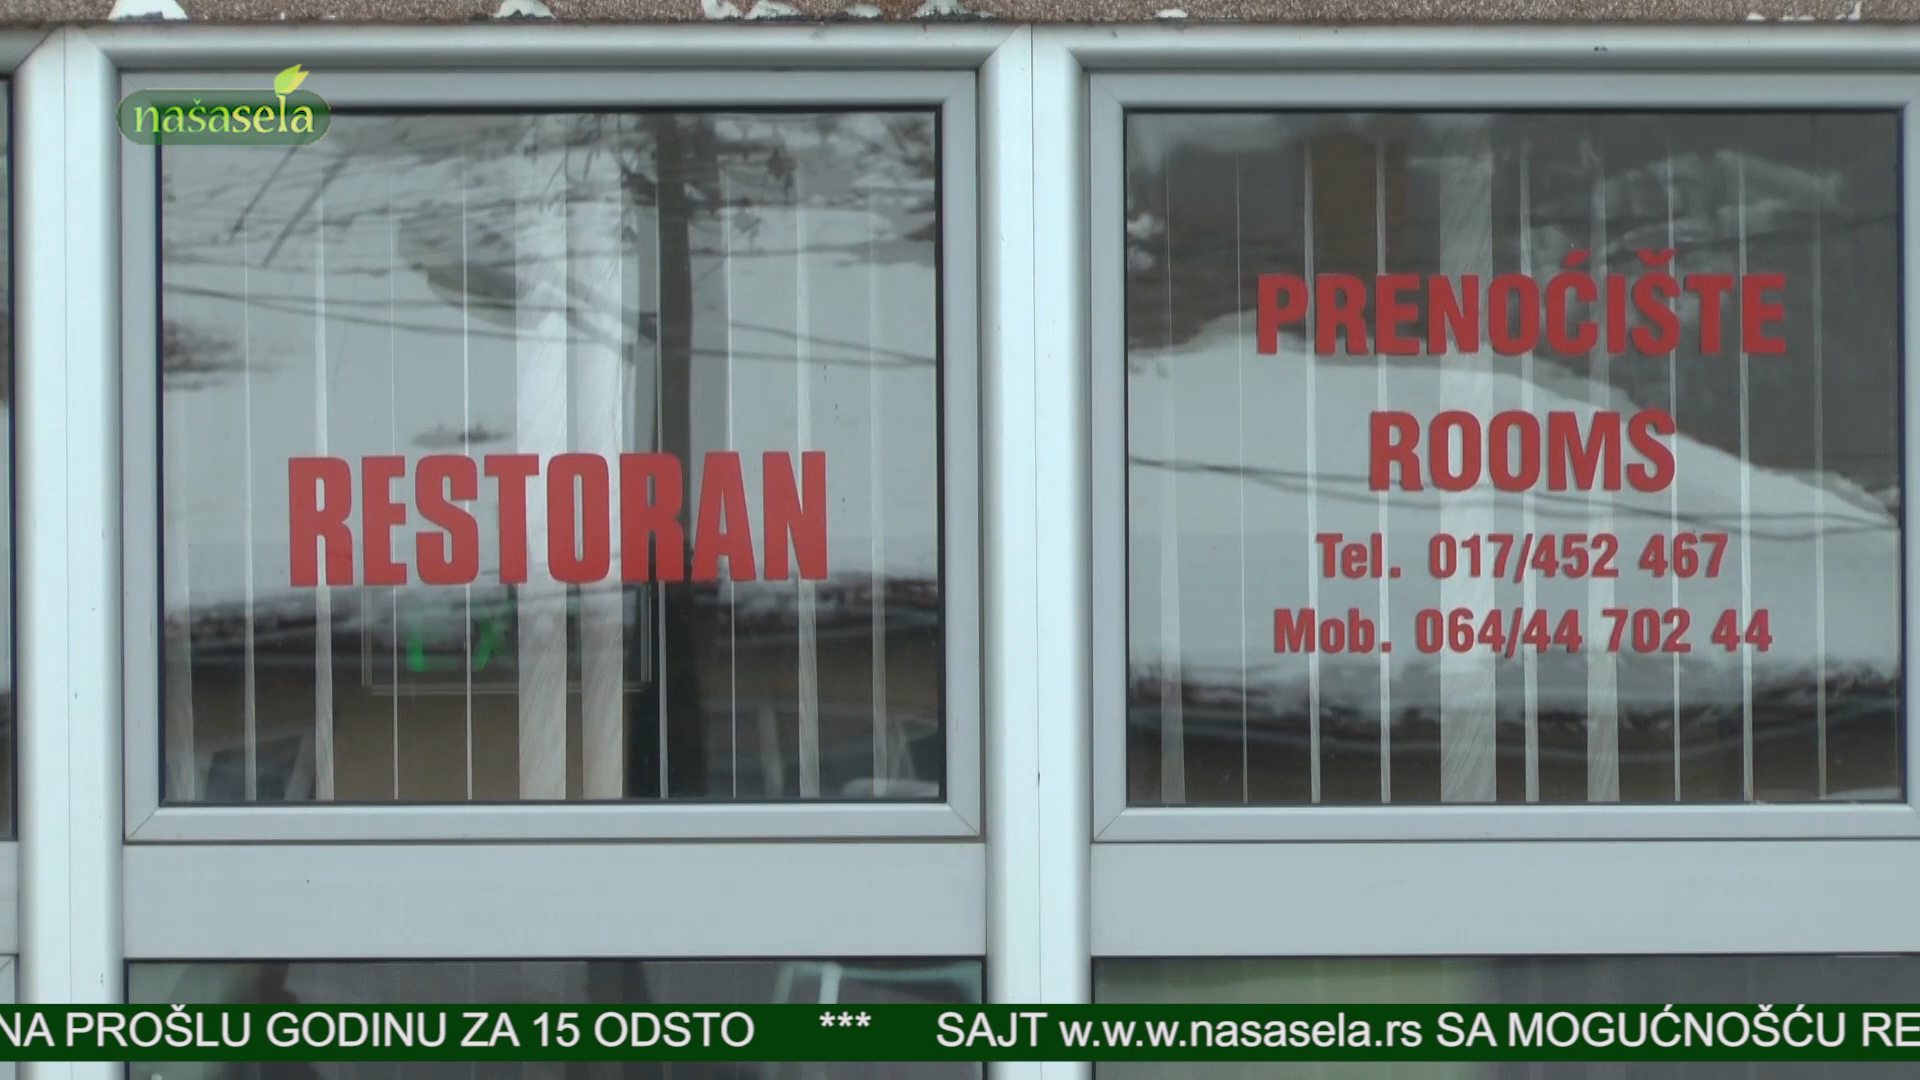 našasela
RESTORAN
PRENOĆIŠTE
ROOMS
Tel. 017/452 467
Mob. 064/44 702 44
NA PROŠLU GODINU ZA 15 ODSTO *** SAJT w.w.w.nasasela.rs SA MOGUĆNOŠĆU RE